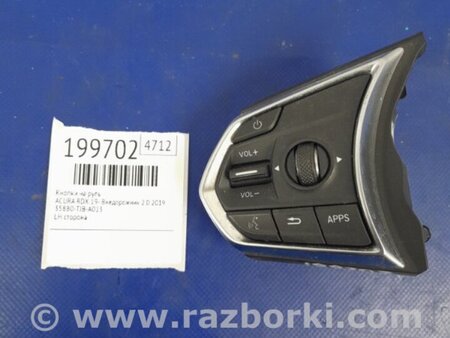 199702 4712
Кнопки на руль
ACURA RDX 19- Внедорожник 2.0 2019
35880-TJB-A013
LH сторона
VOL+
VOL-
APPS
www.razborki.com